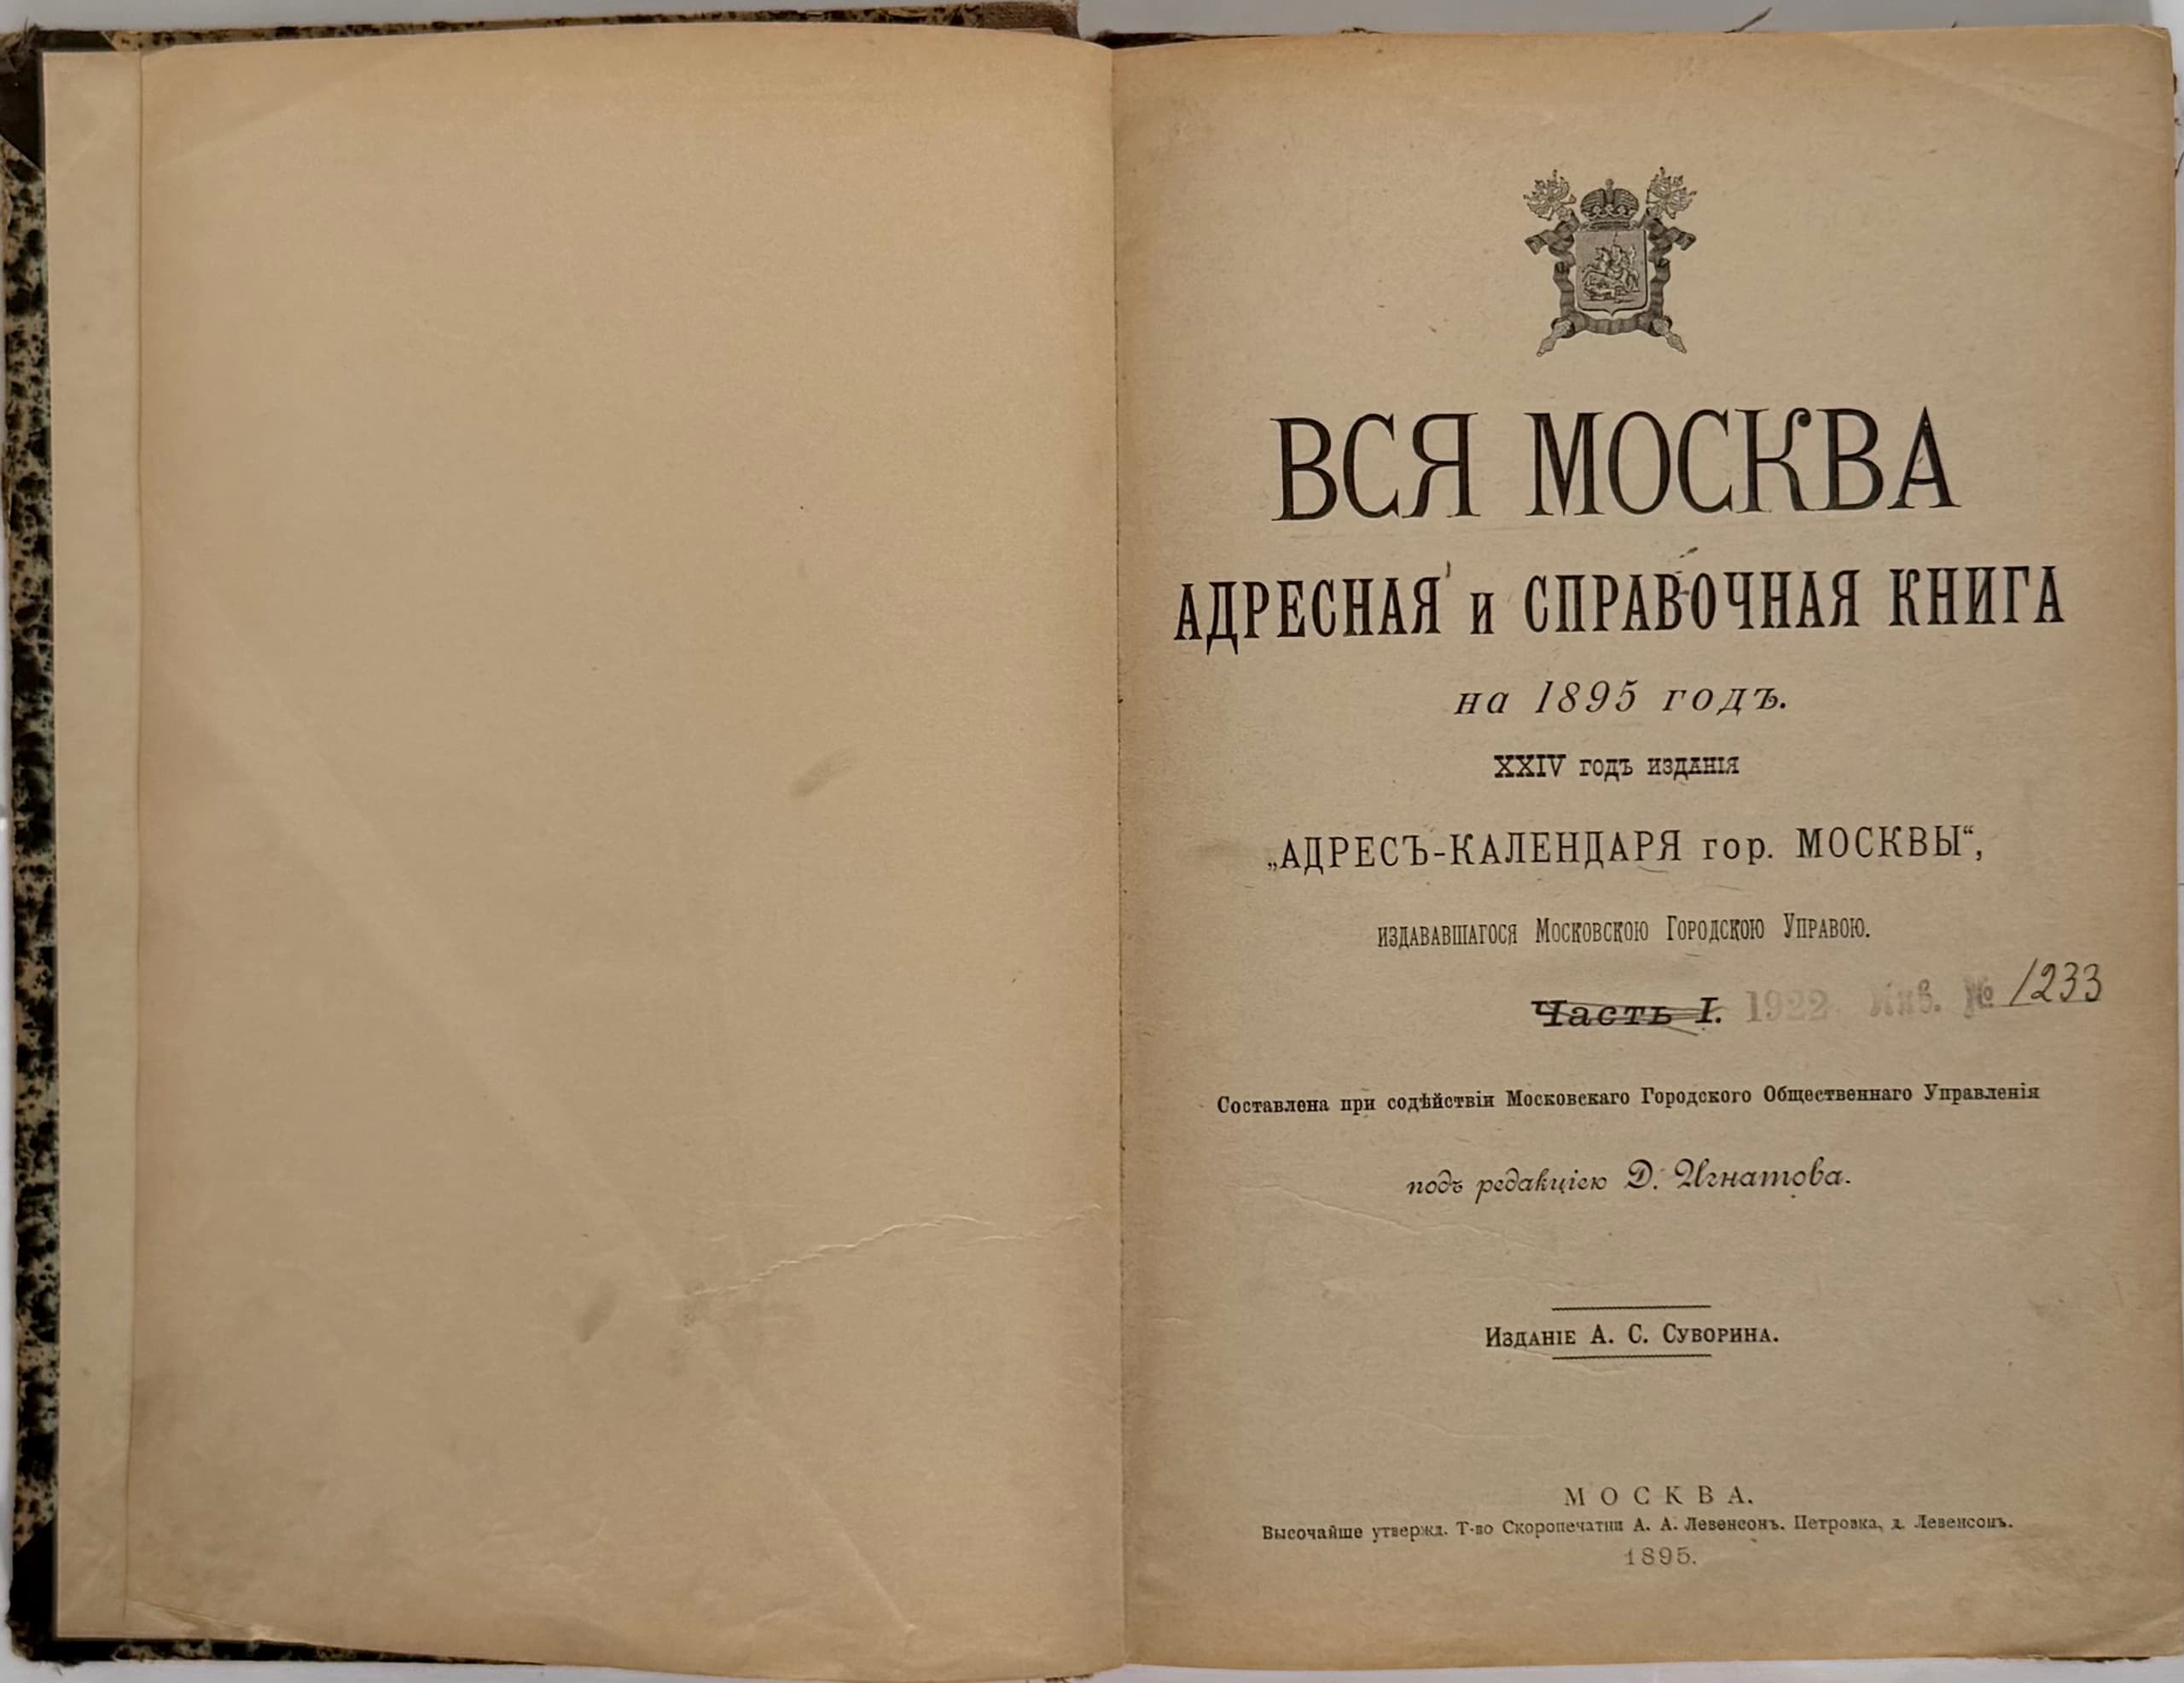 ВСЯ МОСКВА
АДРЕСНАЯ и СПРАВОЧНАЯ КНИГА
на 1895 годъ.
XXIV годъ изданія
„АДРЕСЪ-КАЛЕНДАРЯ гор. МОСКВЫ“,
издававшагося Московскою Городскою Управою.
Часть I. 1922 Инв. № 1233
Составлена при содѣйствіи Московскаго Городского Общественнаго Управленія
подъ редакціею Д. Игнатова.
Изданіе А. С. Суворина.
МОСКВА.
Высочайше утвержд. Т-во Скоропечатни А. А. Левенсонъ. Петровка, д. Левенсонъ.
1895.